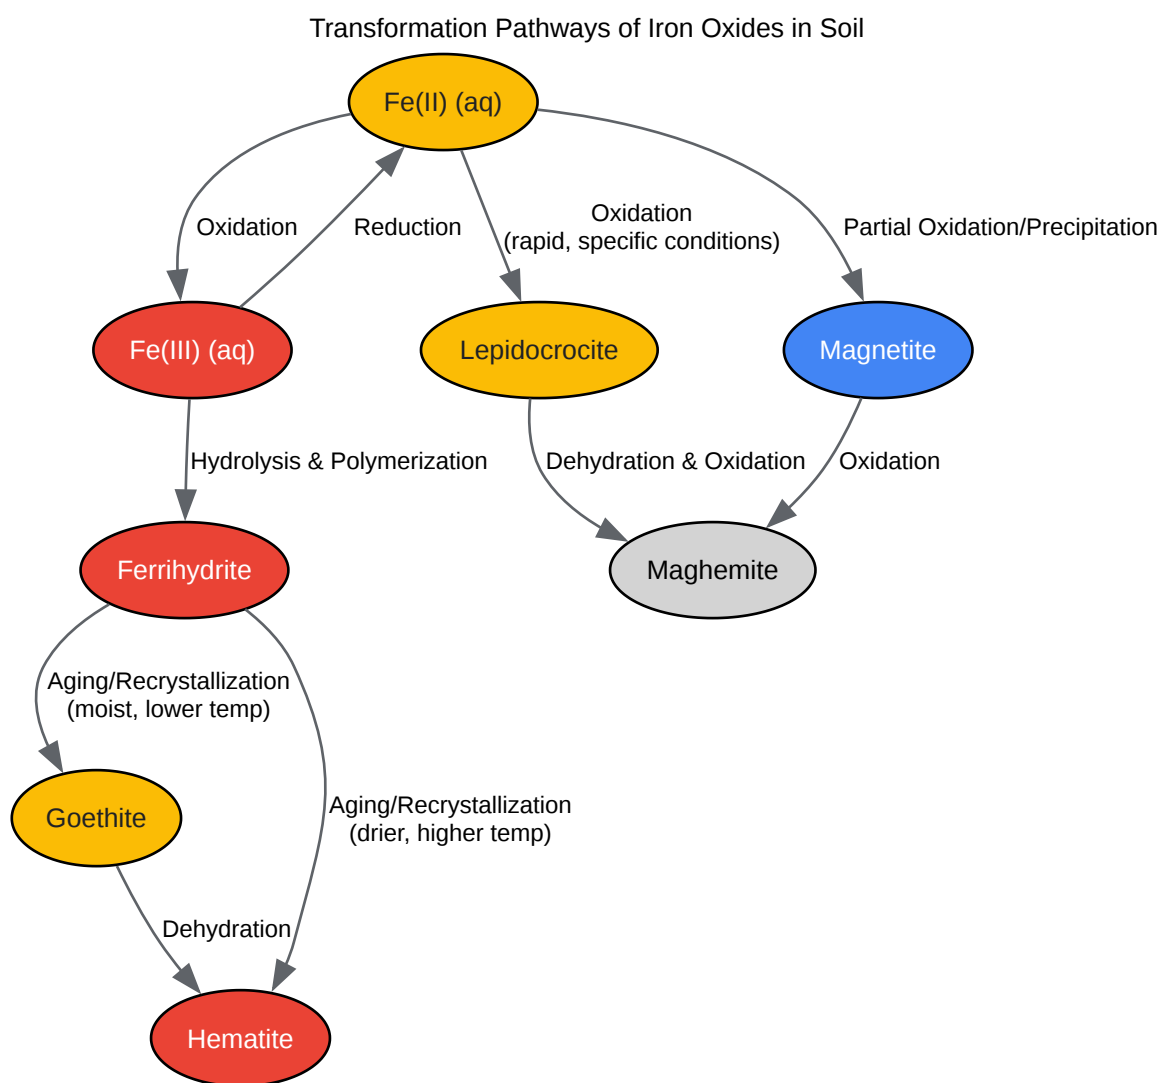 Transformation Pathways of Iron Oxides in Soil
Fe(II) (aq)
Oxidation
Reduction
Oxidation
(rapid, specific conditions)
Partial Oxidation/Precipitation
Fe(III) (aq)
Lepidocrocite
Magnetite
Hydrolysis & Polymerization
Dehydration & Oxidation
Oxidation
Ferrihydrite
Maghemite
Aging/Recrystallization
(moist, lower temp)
Goethite
Aging/Recrystallization
(drier, higher temp)
Dehydration
Hematite